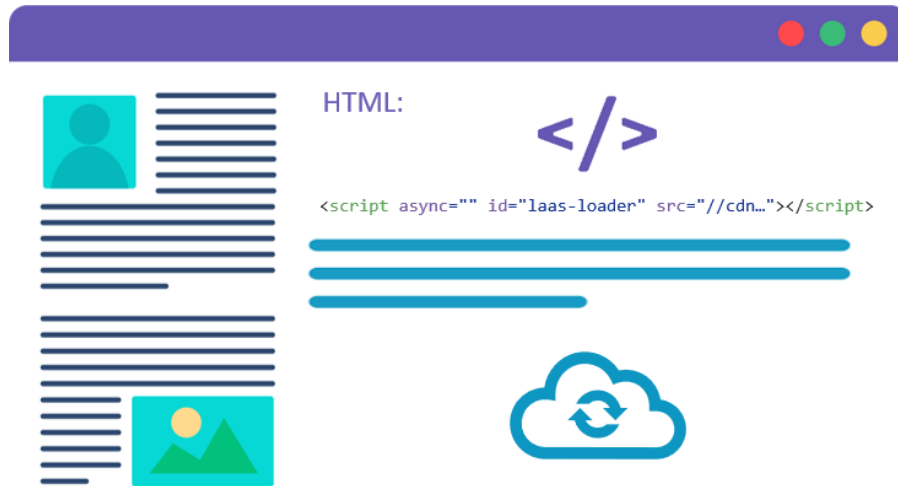 HTML:
</>
<script async="" id="laas-loader" src="//cdn…"></script>